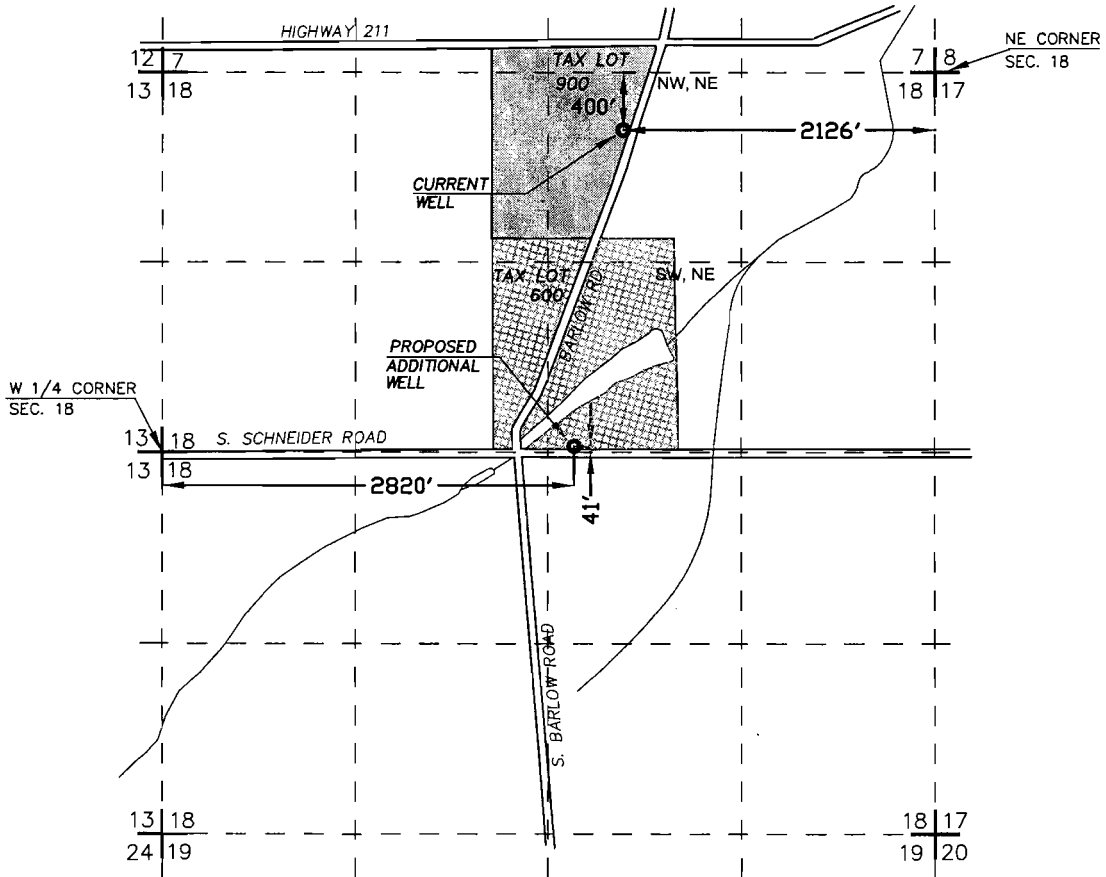 HIGHWAY 211
NE CORNER
SEC. 18
12 7
13 18
TAX LOT
900
NW, NE
7 8
18 17
400'
2126'
CURRENT
WELL
TAX LOT
600
SW, NE
BARLOW RD
PROPOSED
ADDITIONAL
WELL
W 1/4 CORNER
SEC. 18
13 18
S. SCHNEIDER ROAD
13 18
2820'
41'
S. BARLOW ROAD
13 18
24 19
18 17
19 20